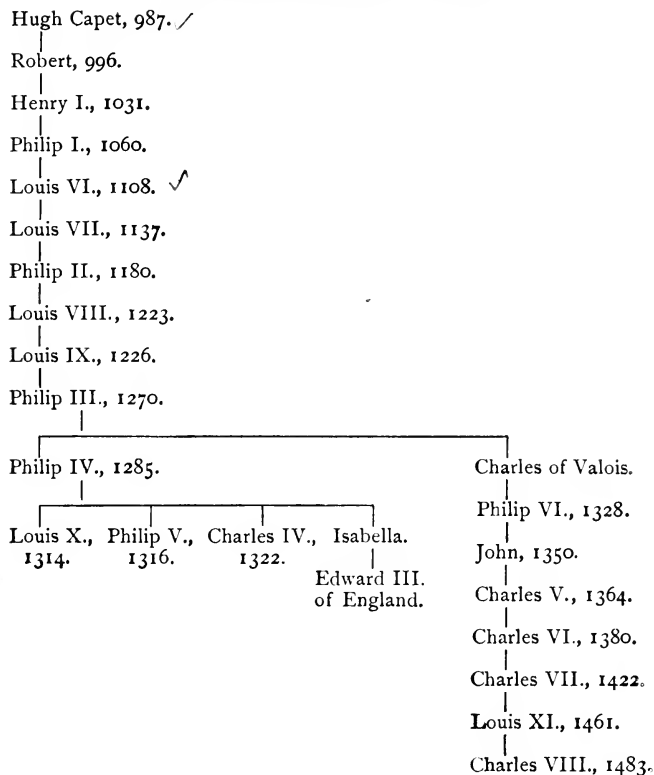 Hugh Capet, 987.
Robert, 996.
Henry I., 1031.
Philip I., 1060.
Louis VI., 1108.
Louis VII., 1137.
Philip II., 1180.
Louis VIII., 1223.
Louis IX., 1226.
Philip III., 1270.
Philip IV., 1285.
Louis X.,
1314.
Philip V.,
1316.
Charles IV.,
1322.
Isabella.
Edward III.
of England.
Charles of Valois.
Philip VI., 1328.
John, 1350.
Charles V., 1364.
Charles VI., 1380.
Charles VII., 1422.
Louis XI., 1461.
Charles VIII., 1483.